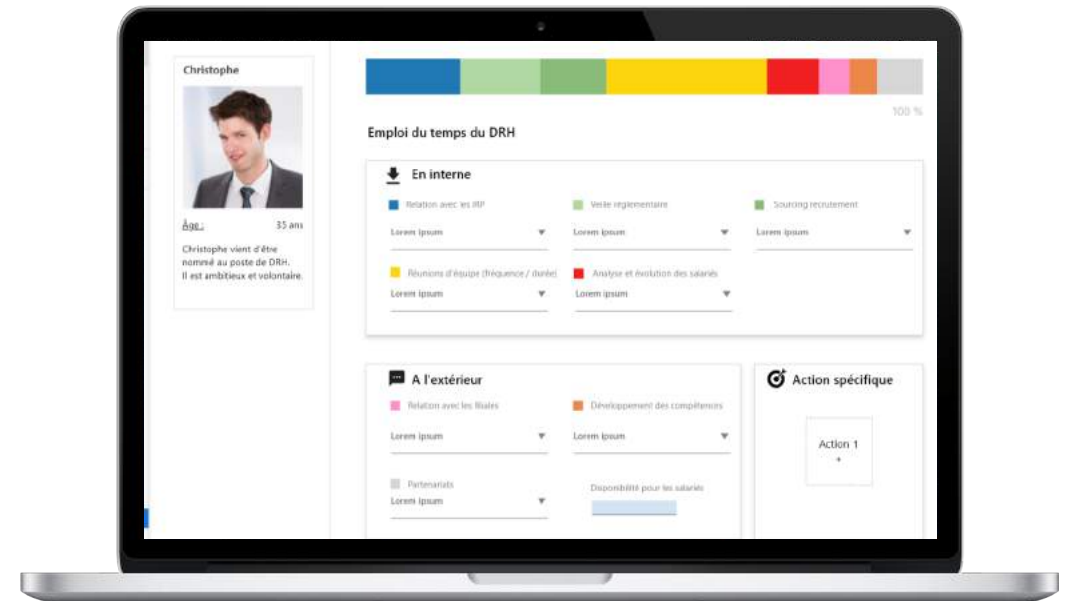 Christophe
Âge :
35 ans
Christophe vient d'être
nommé au poste de DRH.
Il est ambitieux et volontaire.
100 %
Emploi du temps du DRH
En interne
Relation avec les IRP
Veille réglementaire
Sourcing recrutement
Lorem ipsum
Lorem ipsum
Lorem ipsum
Réunions d'équipe (fréquence / durée)
Analyse et évolution des salariés
Lorem ipsum
Lorem ipsum
A l'extérieur
Relation avec les filiales
Développement des compétences
Lorem ipsum
Lorem ipsum
Partenariats
Disponibilité pour les salariés
Lorem ipsum
Action spécifique
Action 1
+